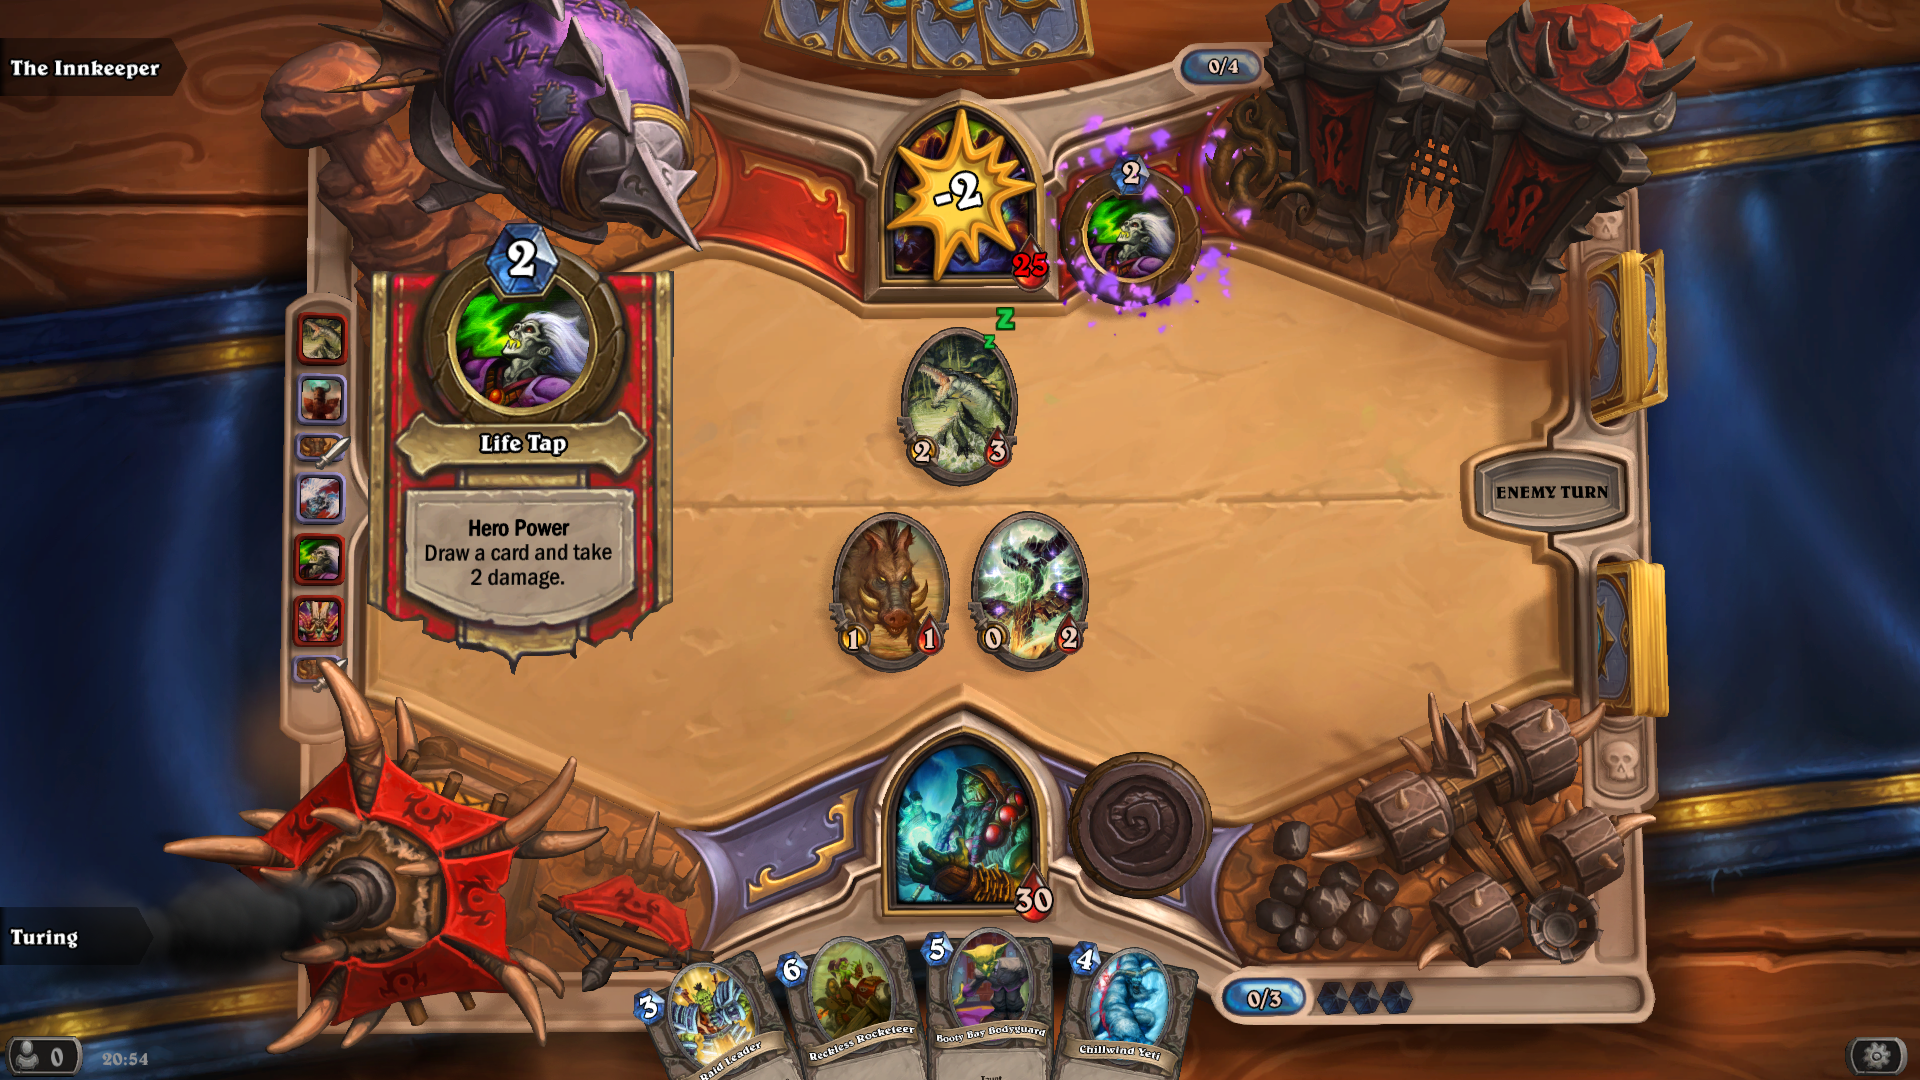 The Innkeeper
0/4
-2
2
25
2
Life Tap
Hero Power
Draw a card and take
2 damage.
z
z
2
3
ENEMY TURN
1
1
0
2
30
Turing
3
Raid Leader
6
Reckless Rocketeer
5
Booty Bay Bodyguard
Taunt
4
Chillwind Yeti
0/3
0
20:54